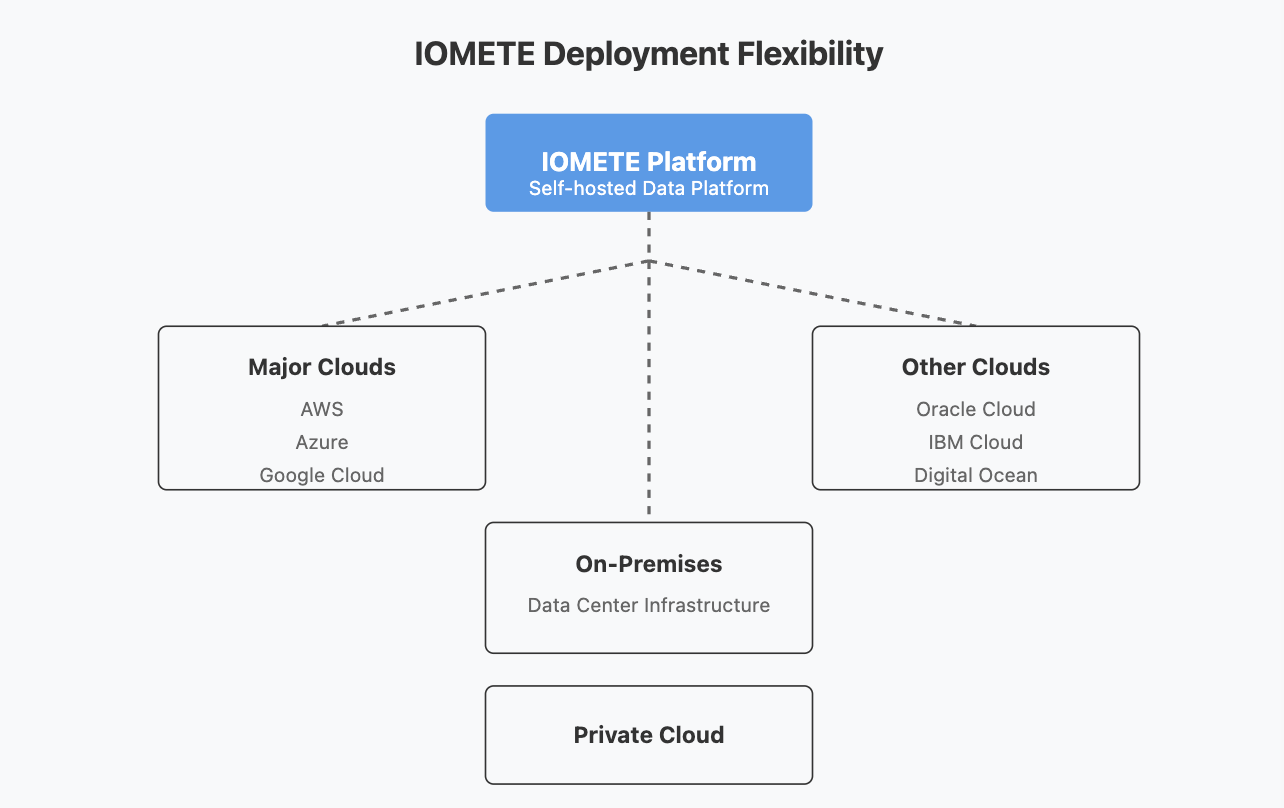 IOMETE Deployment Flexibility
IOMETE Platform
Self-hosted Data Platform
Major Clouds
AWS
Azure
Google Cloud
Other Clouds
Oracle Cloud
IBM Cloud
Digital Ocean
On-Premises
Data Center Infrastructure
Private Cloud